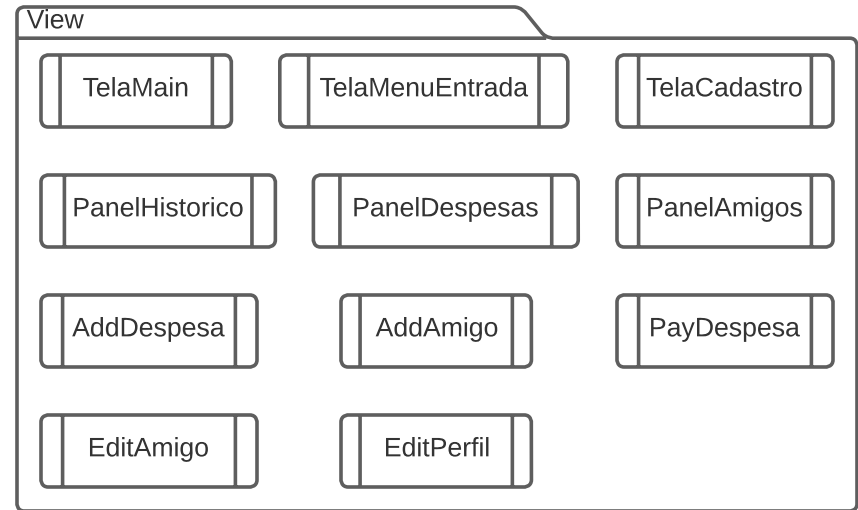 View
TelaMain
TelaMenuEntrada
TelaCadastro
PanelHistorico
PanelDespesas
PanelAmigos
AddDespesa
AddAmigo
PayDespesa
EditAmigo
EditPerfil